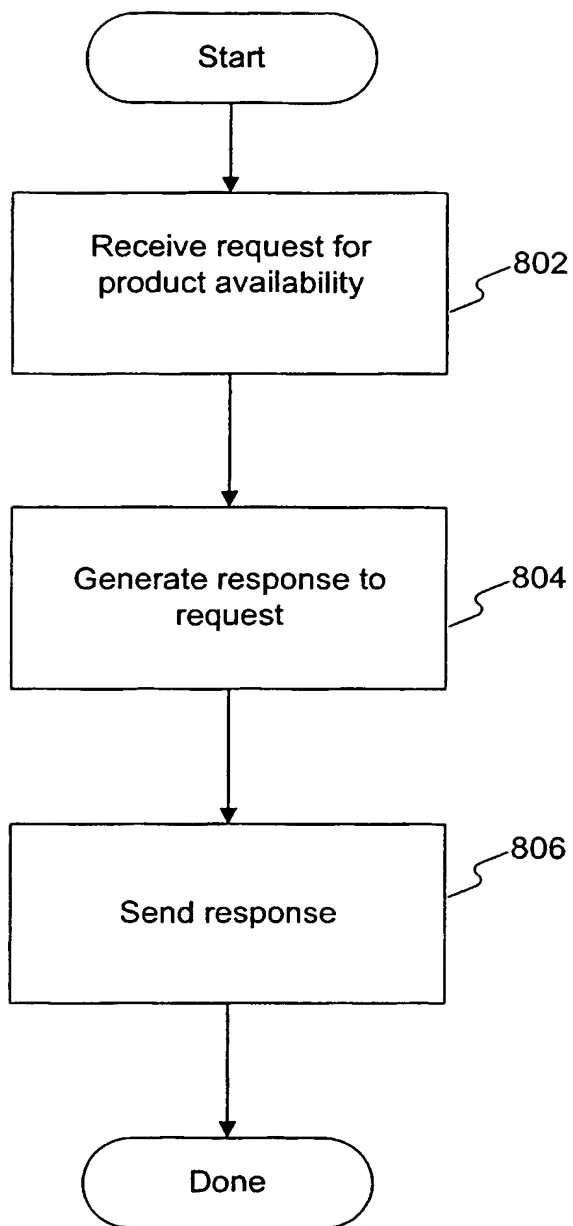 Start
Receive request for
product availability
802
Generate response to
request
804
Send response
806
Done